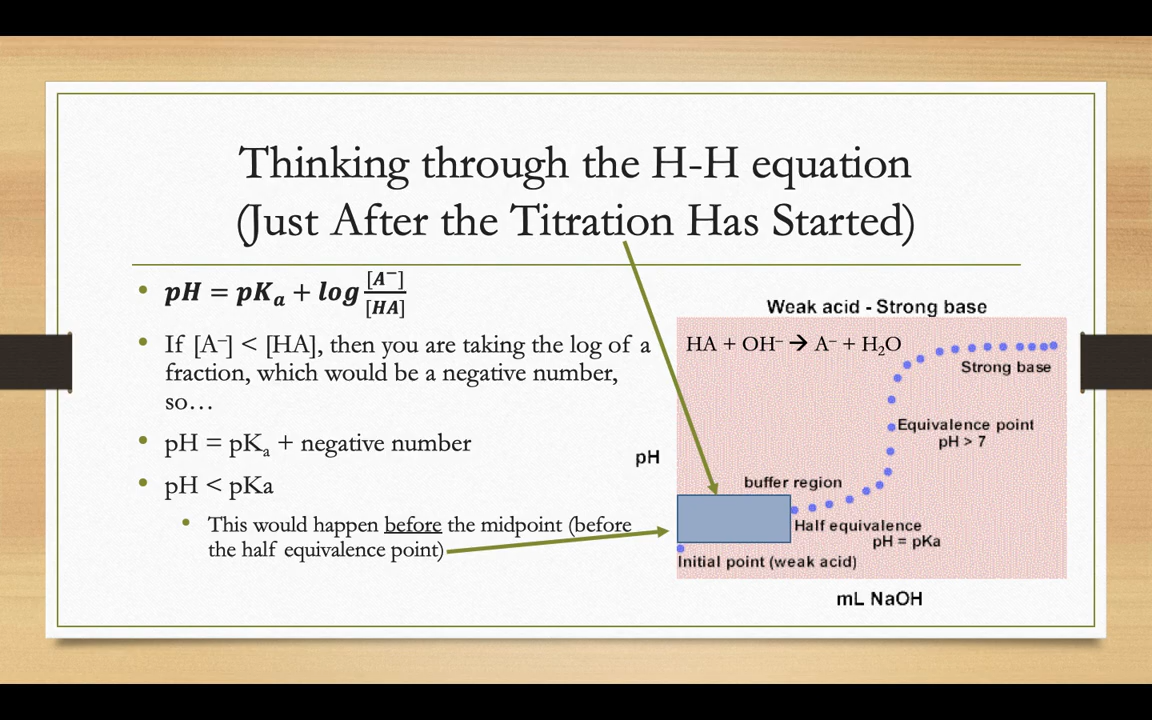 Thinking through the H-H equation
(Just After the Titration Has Started)
• pH = pKₐ + log [A⁻]/[HA]
• If [A⁻] < [HA], then you are taking the log of a
fraction, which would be a negative number,
so…
• pH = pKₐ + negative number
• pH < pKa
• This would happen before the midpoint (before
the half equivalence point)
Weak acid - Strong base
HA + OH⁻ → A⁻ + H₂O
Strong base
Equivalence point
pH > 7
pH
buffer region
Half equivalence
pH = pKa
Initial point (weak acid)
mL NaOH